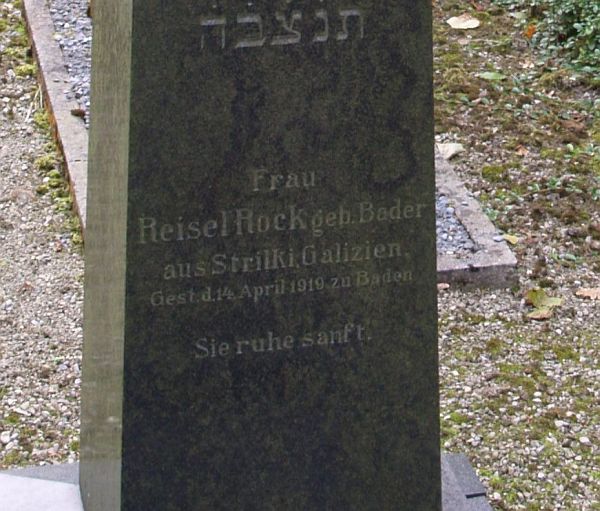 תנצבה
Frau
Reisel Rock geb. Bader
aus Strilki, Galizien,
Gest. d. 14. April 1919 zu Baden
Sie ruhe sanft.